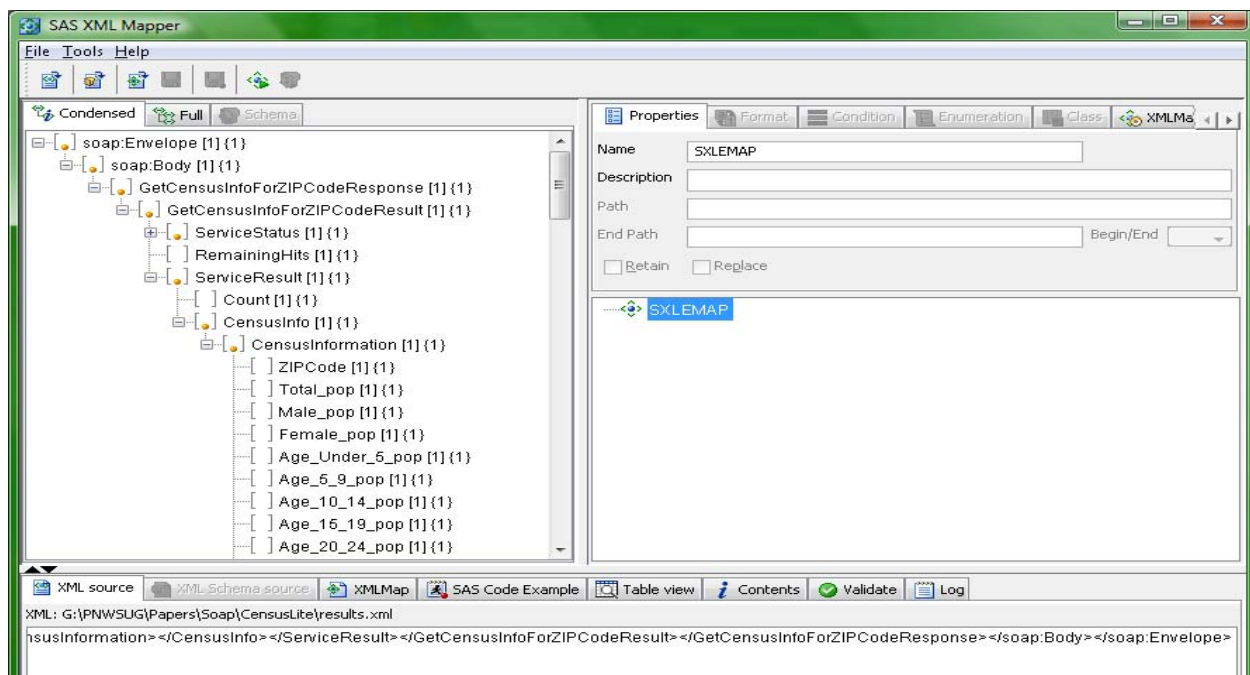 SAS XML Mapper
File Tools Help
Condensed Full Schema
soap:Envelope [1] {1}
soap:Body [1] {1}
GetCensusInfoForZIPCodeResponse [1] {1}
GetCensusInfoForZIPCodeResult [1] {1}
ServiceStatus [1] {1}
RemainingHits [1] {1}
ServiceResult [1] {1}
Count [1] {1}
CensusInfo [1] {1}
CensusInformation [1] {1}
ZIPCode [1] {1}
Total_pop [1] {1}
Male_pop [1] {1}
Female_pop [1] {1}
Age_Under_5_pop [1] {1}
Age_5_9_pop [1] {1}
Age_10_14_pop [1] {1}
Age_15_19_pop [1] {1}
Age_20_24_pop [1] {1}
Properties Format Condition Enumeration Class XMLMa
Name SXLEMAP
Description
Path
End Path Begin/End
Retain Replace
SXLEMAP
XML source XML Schema source XMLMap SAS Code Example Table view Contents Validate Log
XML: G:\PNWSUG\Papers\Soap\CensusLite\results.xml
nsusInformation></CensusInfo></ServiceResult></GetCensusInfoForZIPCodeResult></GetCensusInfoForZIPCodeResponse></soap:Body></soap:Envelope>